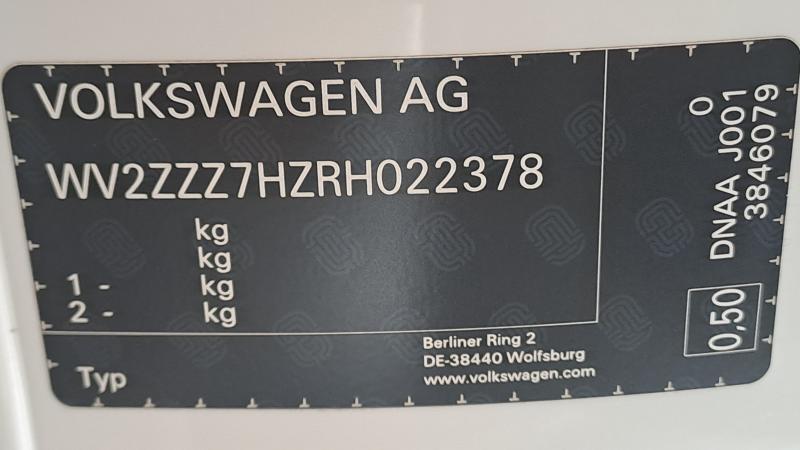 VOLKSWAGEN AG
WV2ZZZ7HZRH022378
kg
kg
1 - kg
2 - kg
Typ
Berliner Ring 2
DE-38440 Wolfsburg
www.volkswagen.com
0
DNAA J001
3846079
0,50